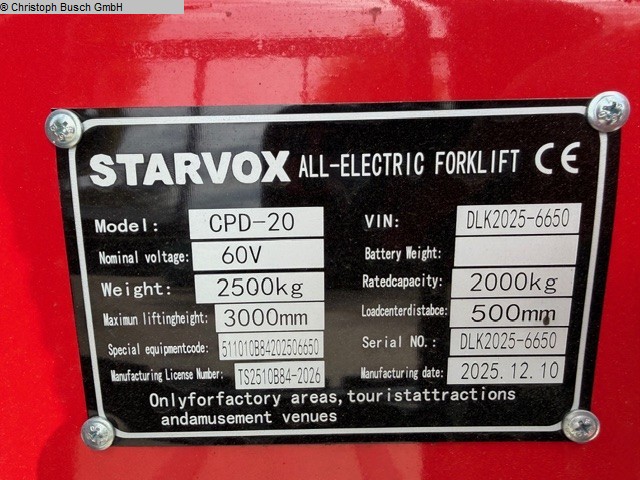 © Christoph Busch GmbH
STARVOX ALL-ELECTRIC FORKLIFT CE
Model: CPD-20 VIN: DLK2025-6650
Nominal voltage: 60V Battery Weight:
Weight: 2500kg Ratedcapacity: 2000kg
Maximun liftingheight: 3000mm Loadcenterdistabce: 500mm
Special equipmentcode: 511010B84202506650 Serial NO.: DLK2025-6650
Manufacturing License Number: TS2510B84-2026 Manufacturing date: 2025.12.10
Onlyforfactory areas,touristattractions
andamusement venues